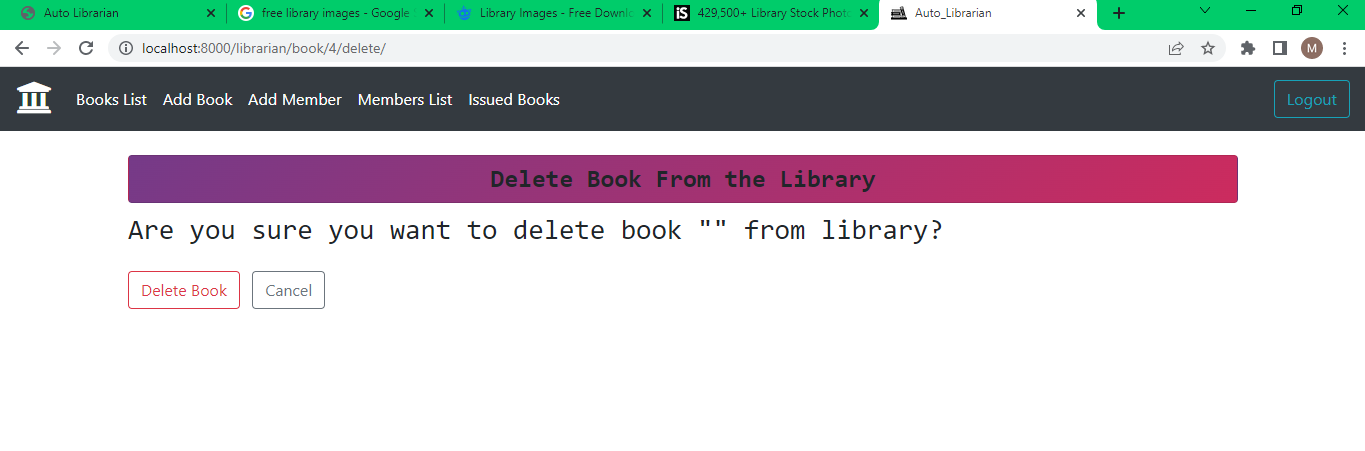 Auto Librarian
free library images - Google
Library Images - Free Downlo
iS 429,500+ Library Stock Photo
Auto_Librarian
localhost:8000/librarian/book/4/delete/
M
Books List Add Book Add Member Members List Issued Books Logout
Delete Book From the Library
Are you sure you want to delete book "" from library?
Delete Book Cancel